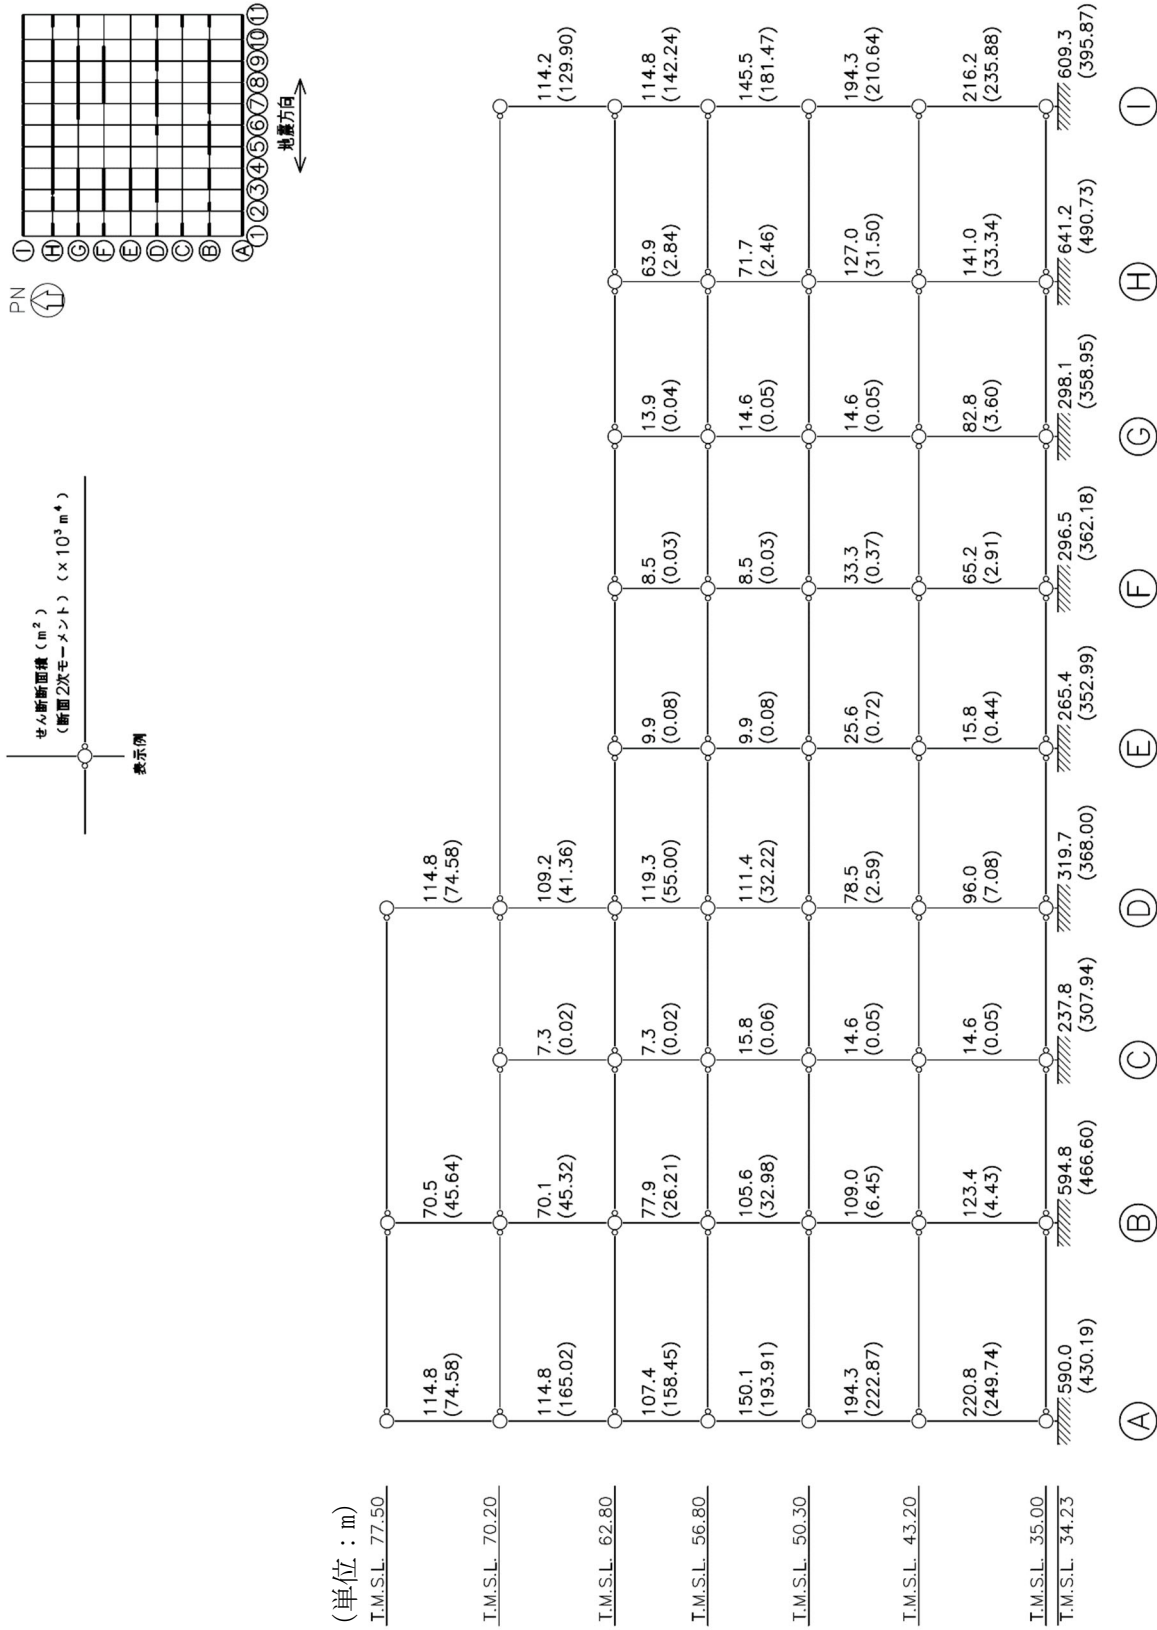 PN
I
H
G
F
E
D
C
B
A
1 2 3 4 5 6 7 8 9 10 11
地震方向
せん断断面積(m²)
(断面2次モーメント)(×10³m⁴)
表示例
(単位:m)
T.M.S.L. 77.50
114.8 70.5 114.8
(74.58) (45.64) (74.58)
T.M.S.L. 70.20
114.8 70.1 7.3 109.2 114.2
(165.02) (45.32) (0.02) (41.36) (129.90)
T.M.S.L. 62.80
107.4 77.9 7.3 119.3 9.9 8.5 13.9 63.9 114.8
(158.45) (26.21) (0.02) (55.00) (0.08) (0.03) (0.04) (2.84) (142.24)
T.M.S.L. 56.80
150.1 105.6 15.8 111.4 9.9 8.5 14.6 71.7 145.5
(193.91) (32.98) (0.06) (32.22) (0.08) (0.03) (0.05) (2.46) (181.47)
T.M.S.L. 50.30
194.3 109.0 14.6 78.5 25.6 33.3 14.6 127.0 194.3
(222.87) (6.45) (0.05) (2.59) (0.72) (0.37) (0.05) (31.50) (210.64)
T.M.S.L. 43.20
220.8 123.4 14.6 96.0 15.8 65.2 82.8 141.0 216.2
(249.74) (4.43) (0.05) (7.08) (0.44) (2.91) (3.60) (33.34) (235.88)
T.M.S.L. 35.00
T.M.S.L. 34.23
590.0 594.8 237.8 319.7 265.4 296.5 298.1 641.2 609.3
(430.19) (466.60) (307.94) (368.00) (352.99) (362.18) (358.95) (490.73) (395.87)
A B C D E F G H I